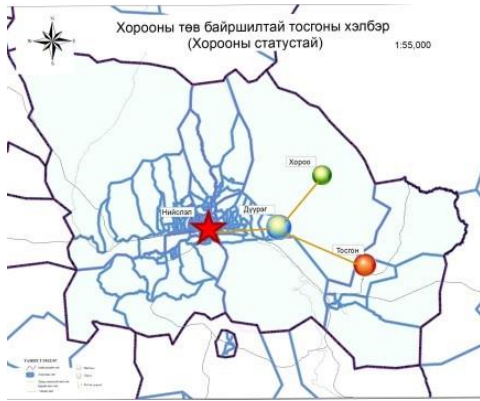 Хорооны төв байршилтай тосгоны хэлбэр
(Хорооны статустай)
1:55,000
Хороо
Дүүрэг
Нийслэл
Тосгон